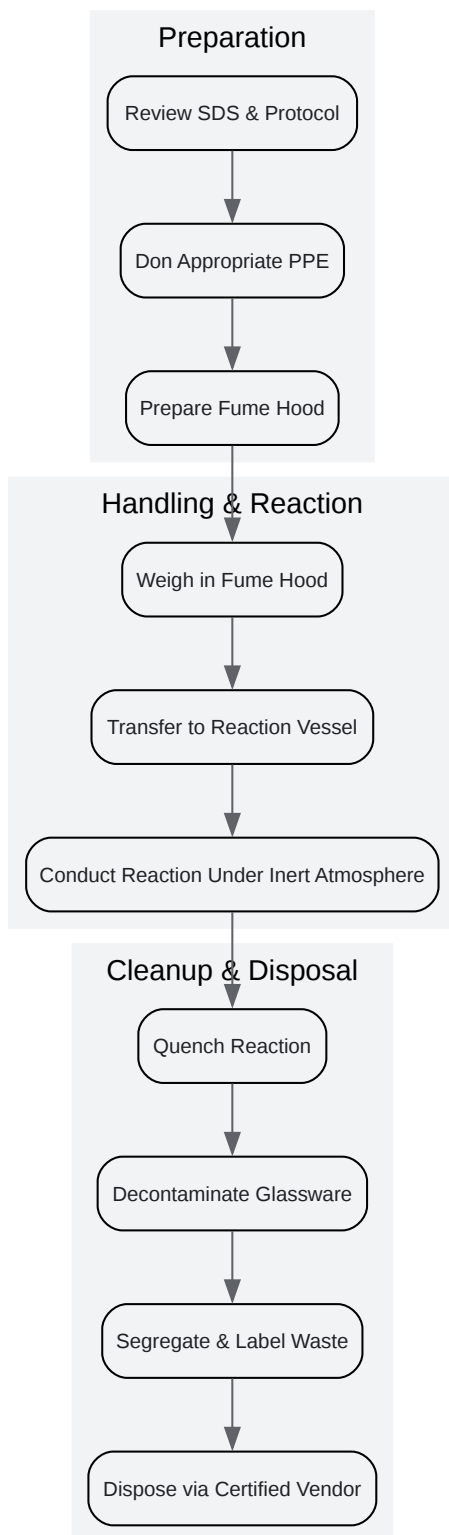 Preparation
Review SDS & Protocol
Don Appropriate PPE
Prepare Fume Hood
Handling & Reaction
Weigh in Fume Hood
Transfer to Reaction Vessel
Conduct Reaction Under Inert Atmosphere
Cleanup & Disposal
Quench Reaction
Decontaminate Glassware
Segregate & Label Waste
Dispose via Certified Vendor